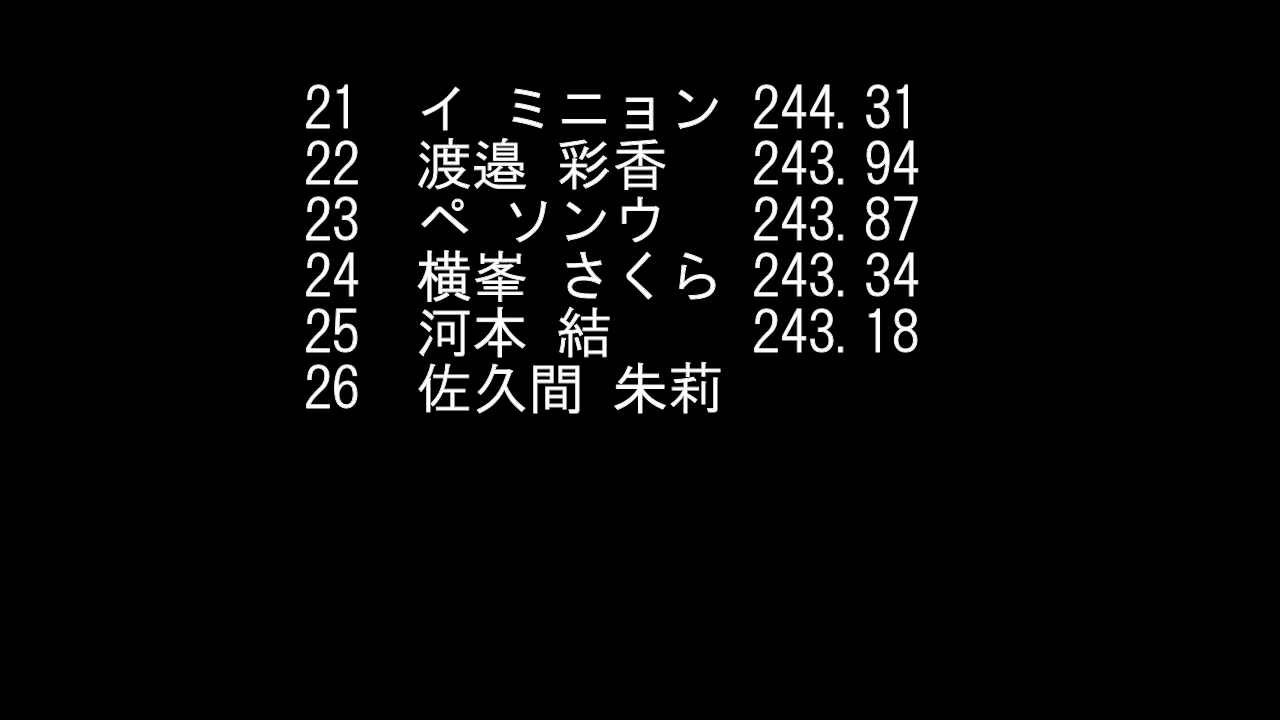 21 イ ミニョン 244.31
22 渡邉 彩香 243.94
23 ペ ソンウ 243.87
24 横峯 さくら 243.34
25 河本 結 243.18
26 佐久間 朱莉